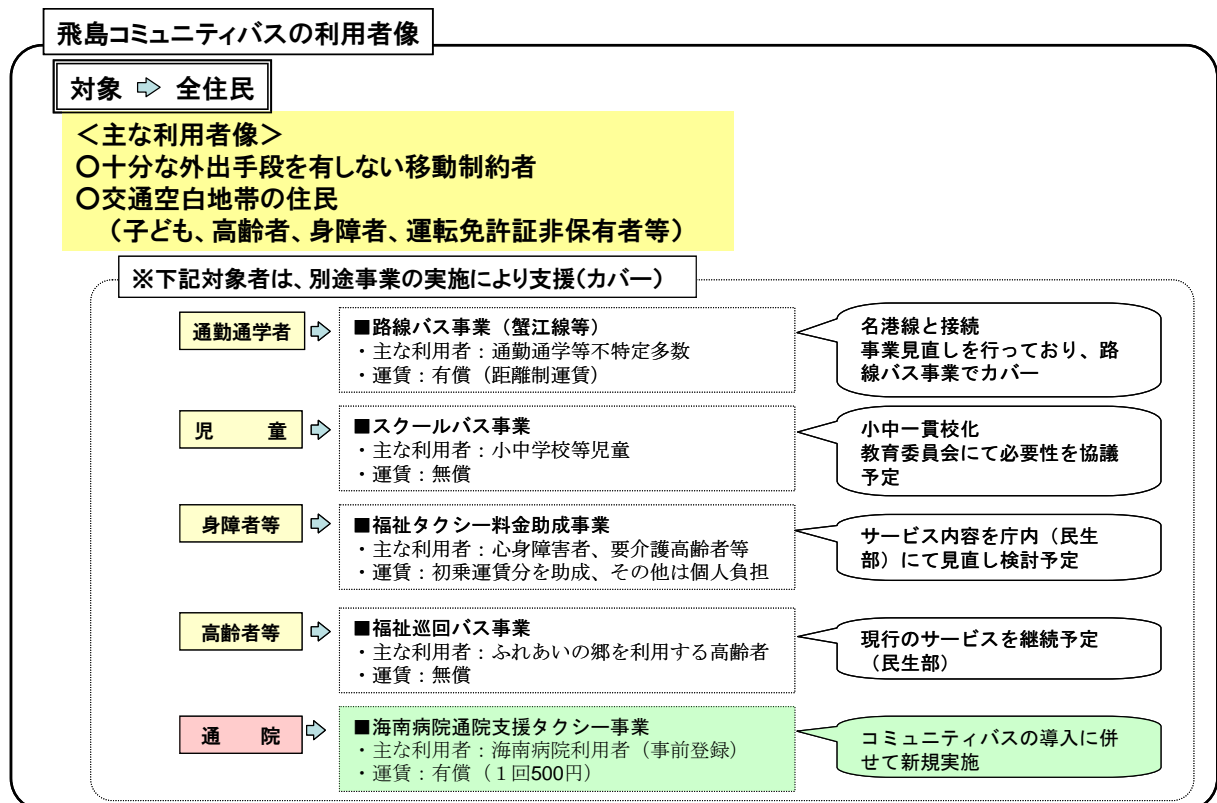 飛島コミュニティバスの利用者像
対象 ⇨ 全住民
＜主な利用者像＞
○十分な外出手段を有しない移動制約者
○交通空白地帯の住民
（子ども、高齢者、身障者、運転免許証非保有者等）
※下記対象者は、別途事業の実施により支援（カバー）
通勤通学者
■路線バス事業（蟹江線等）
・主な利用者：通勤通学等不特定多数
・運賃：有償（距離制運賃）
名港線と接続
事業見直しを行っており、路
線バス事業でカバー
児　童
■スクールバス事業
・主な利用者：小中学校等児童
・運賃：無償
小中一貫校化
教育委員会にて必要性を協議
予定
身障者等
■福祉タクシー料金助成事業
・主な利用者：心身障害者、要介護高齢者等
・運賃：初乗運賃分を助成、その他は個人負担
サービス内容を庁内（民生
部）にて見直し検討予定
高齢者等
■福祉巡回バス事業
・主な利用者：ふれあいの郷を利用する高齢者
・運賃：無償
現行のサービスを継続予定
（民生部）
通　院
■海南病院通院支援タクシー事業
・主な利用者：海南病院利用者（事前登録）
・運賃：有償（１回500円）
コミュニティバスの導入に併
せて新規実施